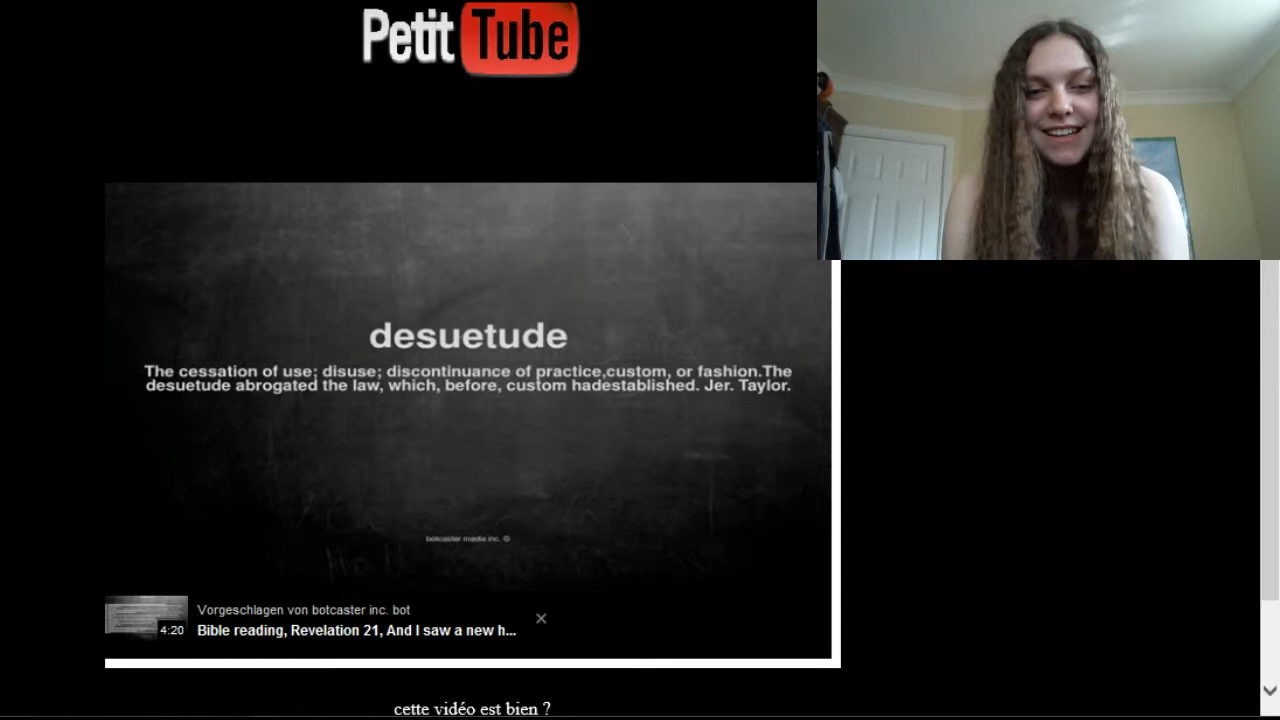 Petit Tube
desuetude
The cessation of use; disuse; discontinuance of practice,custom, or fashion.The
desuetude abrogated the law, which, before, custom hadestablished. Jer. Taylor.
botcaster media inc. ©
4:20
Vorgeschlagen von botcaster inc. bot
Bible reading, Revelation 21, And I saw a new h...
cette vidéo est bien ?